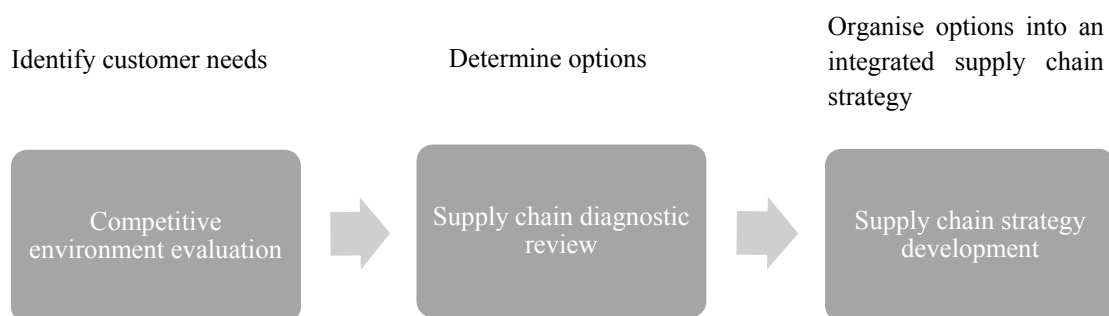 Identify customer needs
Determine options
Organise options into an
integrated supply chain
strategy
Competitive
environment evaluation
Supply chain diagnostic
review
Supply chain strategy
development